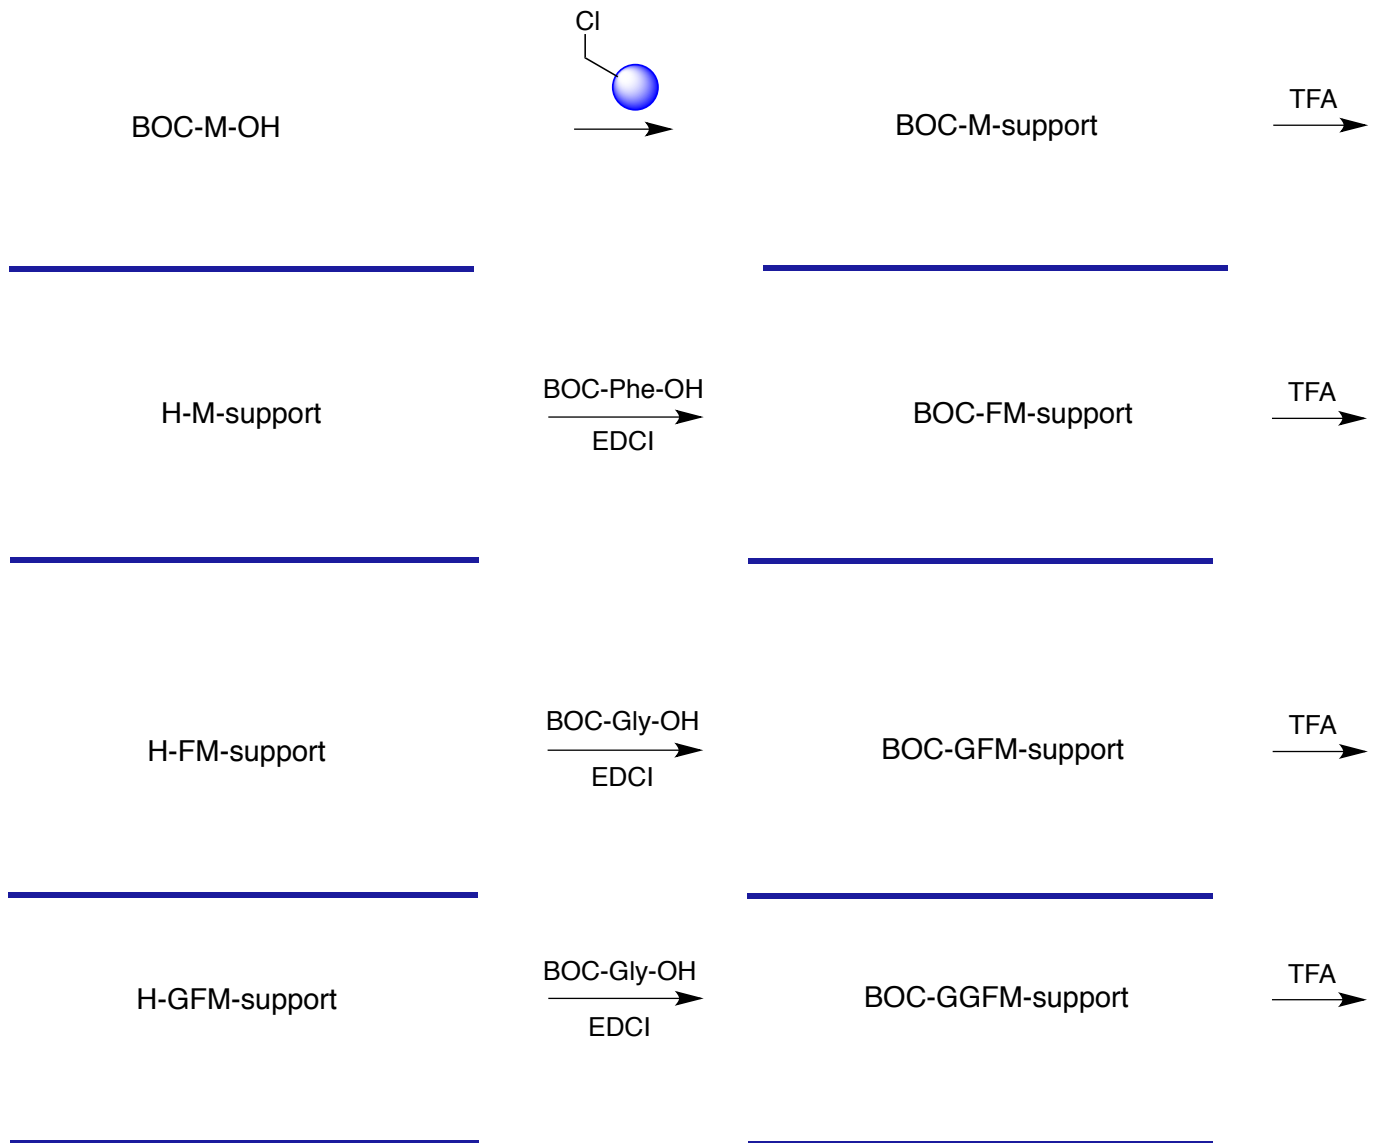 Cl
BOC-M-OH
BOC-M-support
TFA
H-M-support
BOC-Phe-OH
EDCI
BOC-FM-support
TFA
H-FM-support
BOC-Gly-OH
EDCI
BOC-GFM-support
TFA
H-GFM-support
BOC-Gly-OH
EDCI
BOC-GGFM-support
TFA